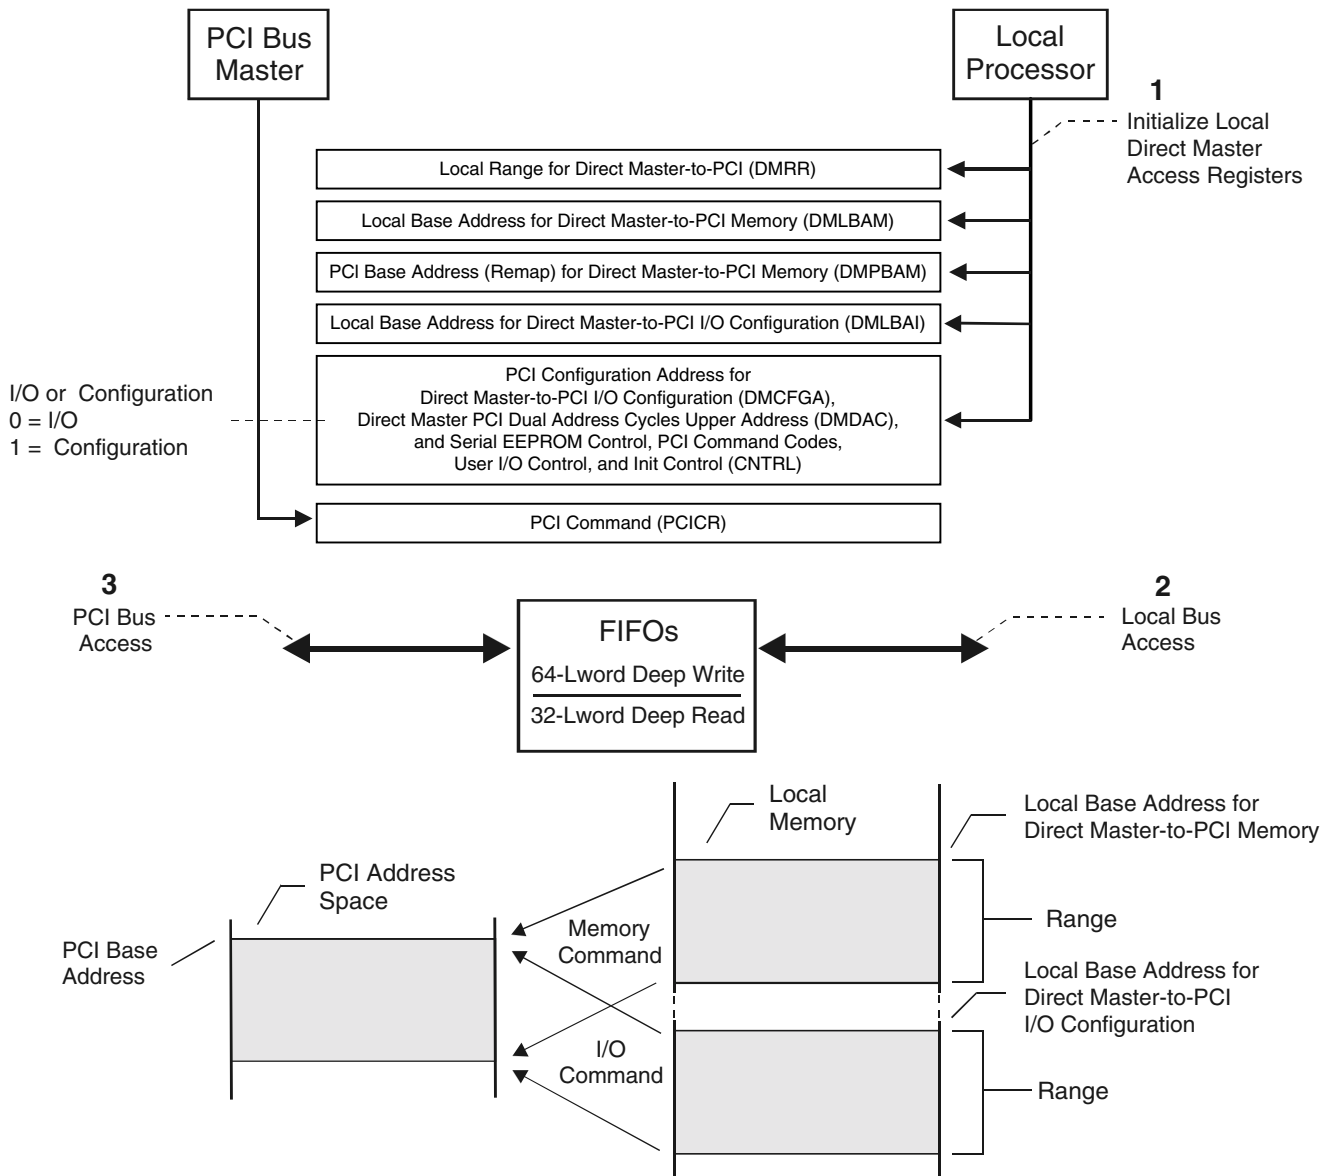 PCI Bus
Master
Local
Processor
1
Initialize Local
Direct Master
Access Registers
Local Range for Direct Master-to-PCI (DMRR)
Local Base Address for Direct Master-to-PCI Memory (DMLBAM)
PCI Base Address (Remap) for Direct Master-to-PCI Memory (DMPBAM)
Local Base Address for Direct Master-to-PCI I/O Configuration (DMLBAI)
I/O or Configuration
0 = I/O
1 = Configuration
PCI Configuration Address for
Direct Master-to-PCI I/O Configuration (DMCFGA),
Direct Master PCI Dual Address Cycles Upper Address (DMDAC),
and Serial EEPROM Control, PCI Command Codes,
User I/O Control, and Init Control (CNTRL)
PCI Command (PCICR)
3
PCI Bus
Access
FIFOs
64-Lword Deep Write
32-Lword Deep Read
2
Local Bus
Access
Local
Memory
Local Base Address for
Direct Master-to-PCI Memory
PCI Address
Space
PCI Base
Address
Memory
Command
Range
Local Base Address for
Direct Master-to-PCI
I/O Configuration
I/O
Command
Range